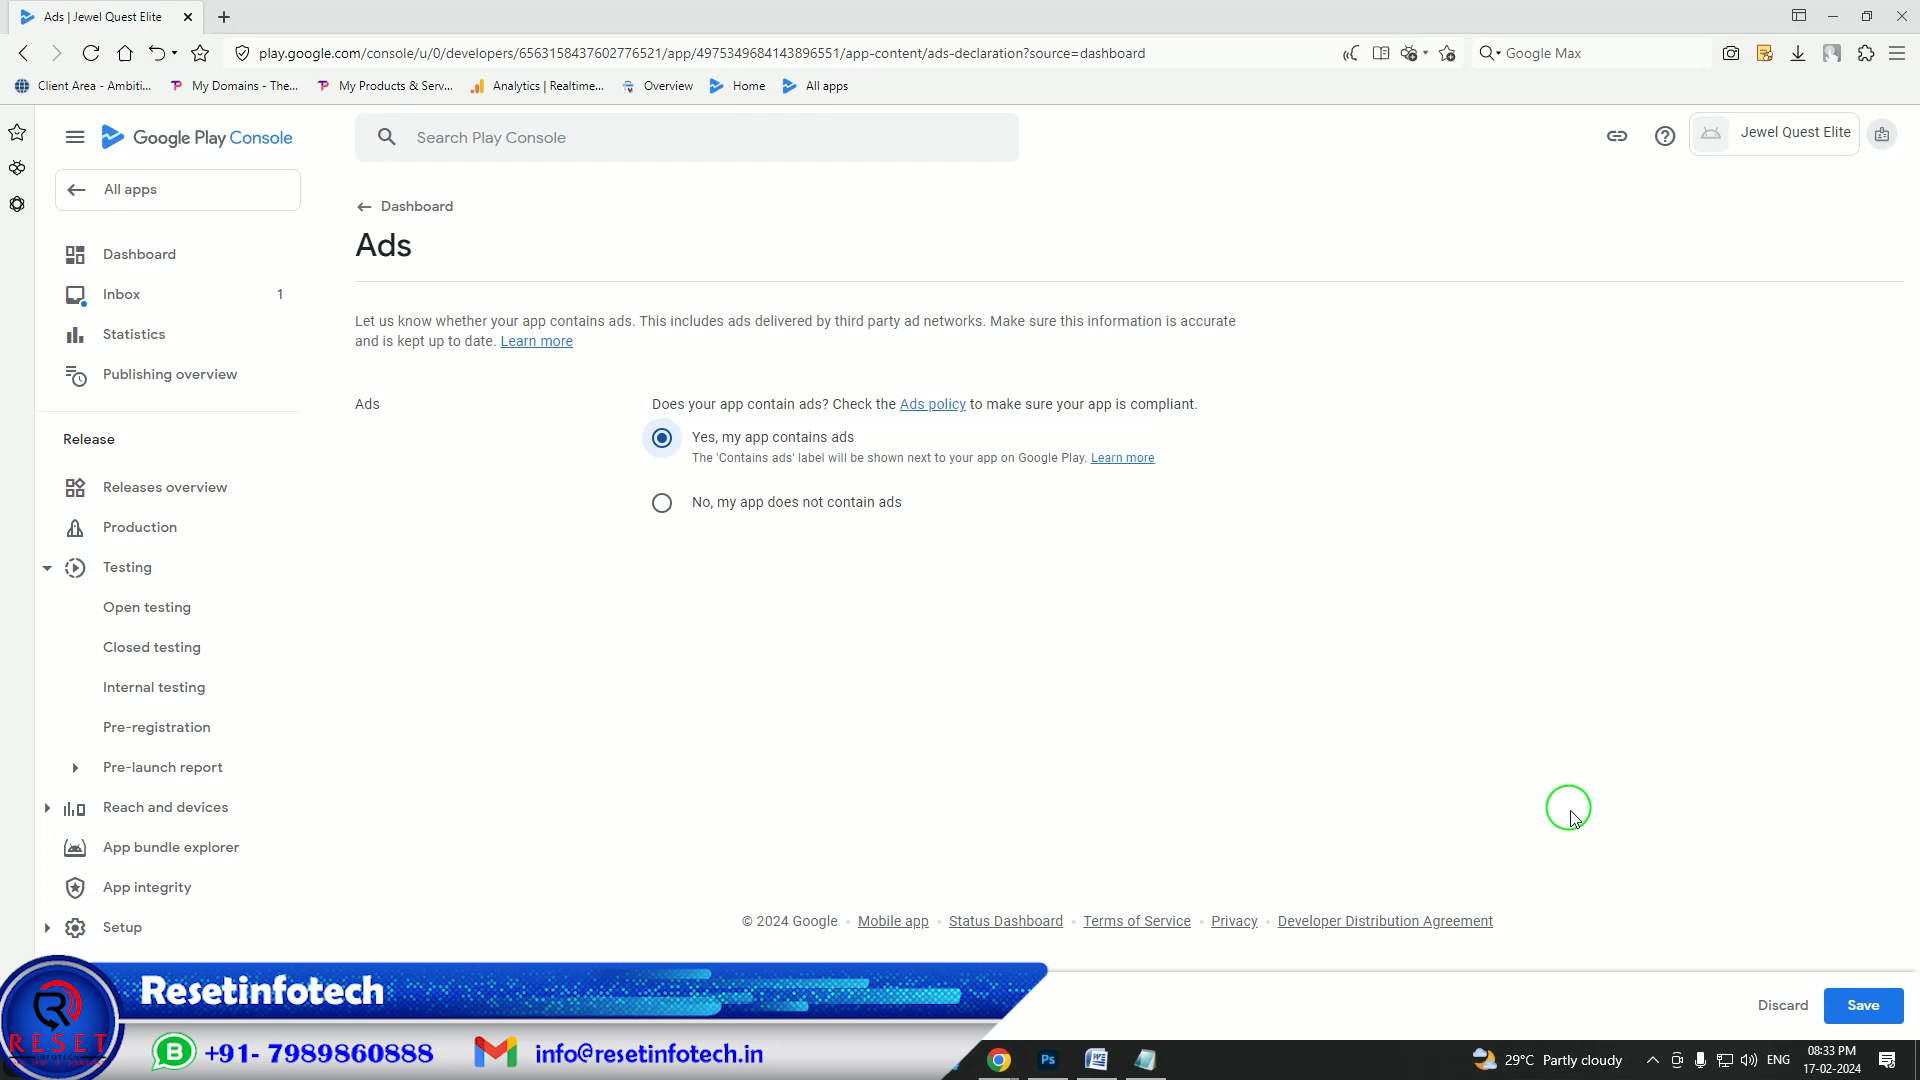 Ads | Jewel Quest Elite
play.google.com/console/u/0/developers/6563158437602776521/app/4975349684143896551/app-content/ads-declaration?source=dashboard
Google Max
Client Area - Ambiti...
My Domains - The...
My Products & Serv...
Analytics | Realtime...
Overview
Home
All apps
Google Play Console
Search Play Console
Jewel Quest Elite
All apps
Dashboard
Inbox 1
Statistics
Publishing overview
Release
Releases overview
Production
Testing
Open testing
Closed testing
Internal testing
Pre-registration
Pre-launch report
Reach and devices
App bundle explorer
App integrity
Setup
Dashboard
Ads
Let us know whether your app contains ads. This includes ads delivered by third party ad networks. Make sure this information is accurate
and is kept up to date. Learn more
Ads
Does your app contain ads? Check the Ads policy to make sure your app is compliant.
Yes, my app contains ads
The 'Contains ads' label will be shown next to your app on Google Play. Learn more
No, my app does not contain ads
© 2024 Google
Mobile app
Status Dashboard
Terms of Service
Privacy
Developer Distribution Agreement
Discard
Save
Resetinfotech
RESET
+91- 7989860888
info@resetinfotech.in
Ps
29°C Partly cloudy
ENG
08:33 PM
17-02-2024